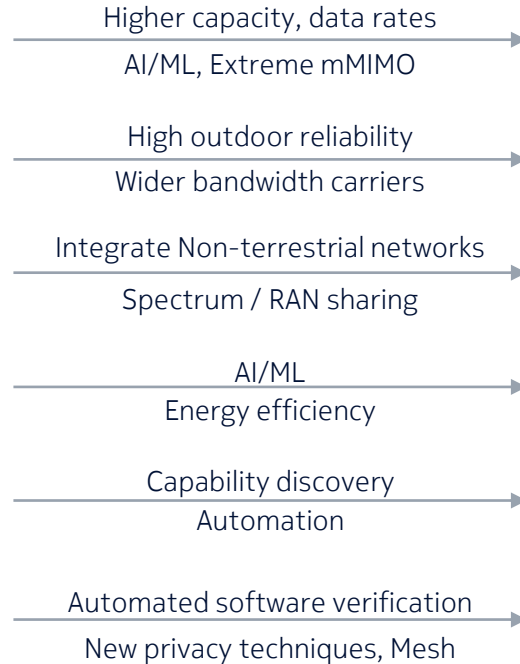 Higher capacity, data rates
AI/ML, Extreme mMIMO
High outdoor reliability
Wider bandwidth carriers
Integrate Non-terrestrial networks
Spectrum / RAN sharing
AI/ML
Energy efficiency
Capability discovery
Automation
Automated software verification
New privacy techniques, Mesh